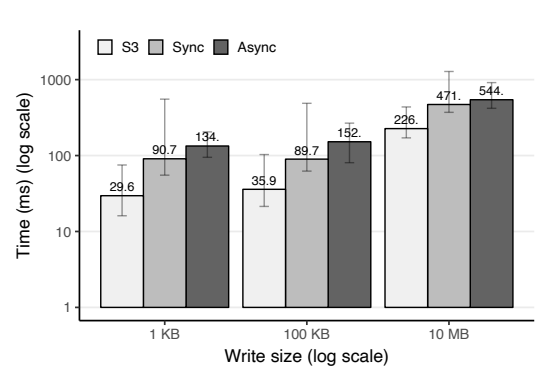 S3 Sync Async
Time (ms) (log scale)
1000
100
10
1
29.6 90.7 134.
35.9 89.7 152.
226. 471. 544.
1 KB 100 KB 10 MB
Write size (log scale)